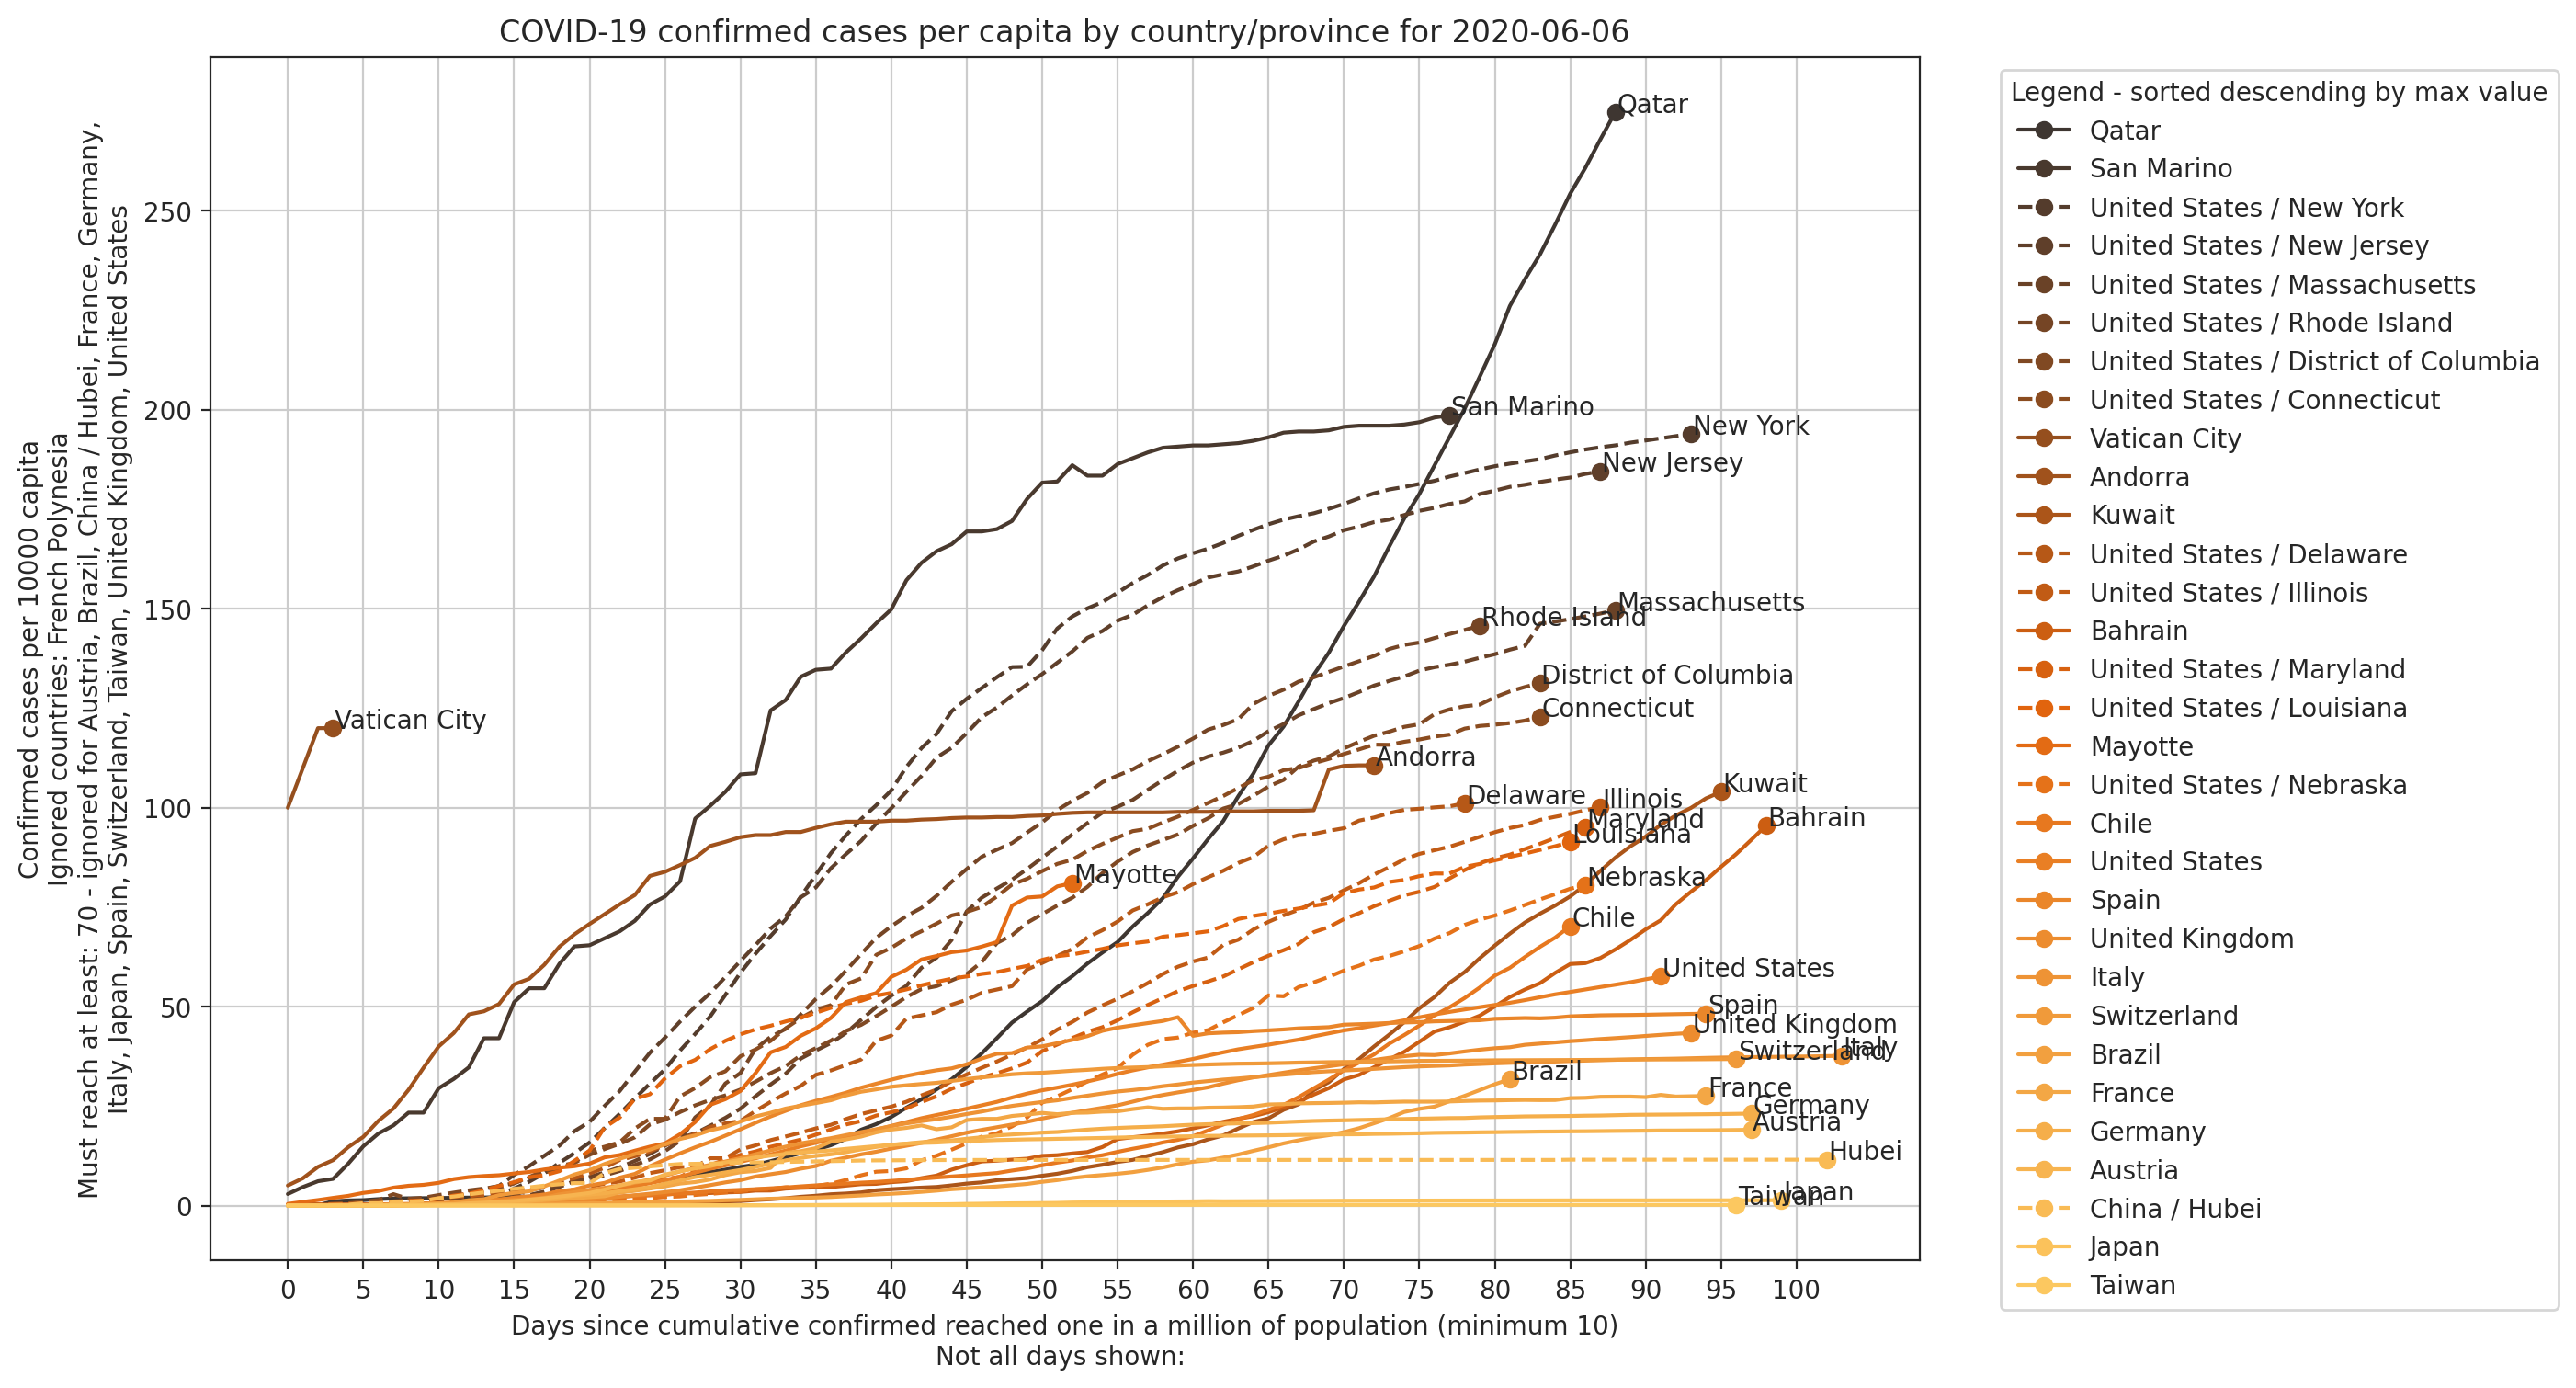 COVID-19 confirmed cases per capita by country/province for 2020-06-06
Confirmed cases per 10000 capita
Ignored countries: French Polynesia
Must reach at least: 70 - ignored for Austria, Brazil, China / Hubei, France, Germany,
Italy, Japan, Spain, Switzerland, Taiwan, United Kingdom, United States
250
200
150
100
50
0
Qatar
San Marino
New York
New Jersey
Massachusetts
Rhode Island
District of Columbia
Connecticut
Vatican City
Andorra
Kuwait
Delaware
Illinois
Maryland
Bahrain
Louisiana
Mayotte
Nebraska
Chile
United States
Spain
United Kingdom
Italy
Switzerland
Brazil
France
Germany
Austria
Hubei
Japan
Taiwan
0 5 10 15 20 25 30 35 40 45 50 55 60 65 70 75 80 85 90 95 100
Days since cumulative confirmed reached one in a million of population (minimum 10)
Not all days shown:
Legend - sorted descending by max value
Qatar
San Marino
United States / New York
United States / New Jersey
United States / Massachusetts
United States / Rhode Island
United States / District of Columbia
United States / Connecticut
Vatican City
Andorra
Kuwait
United States / Delaware
United States / Illinois
Bahrain
United States / Maryland
United States / Louisiana
Mayotte
United States / Nebraska
Chile
United States
Spain
United Kingdom
Italy
Switzerland
Brazil
France
Germany
Austria
China / Hubei
Japan
Taiwan